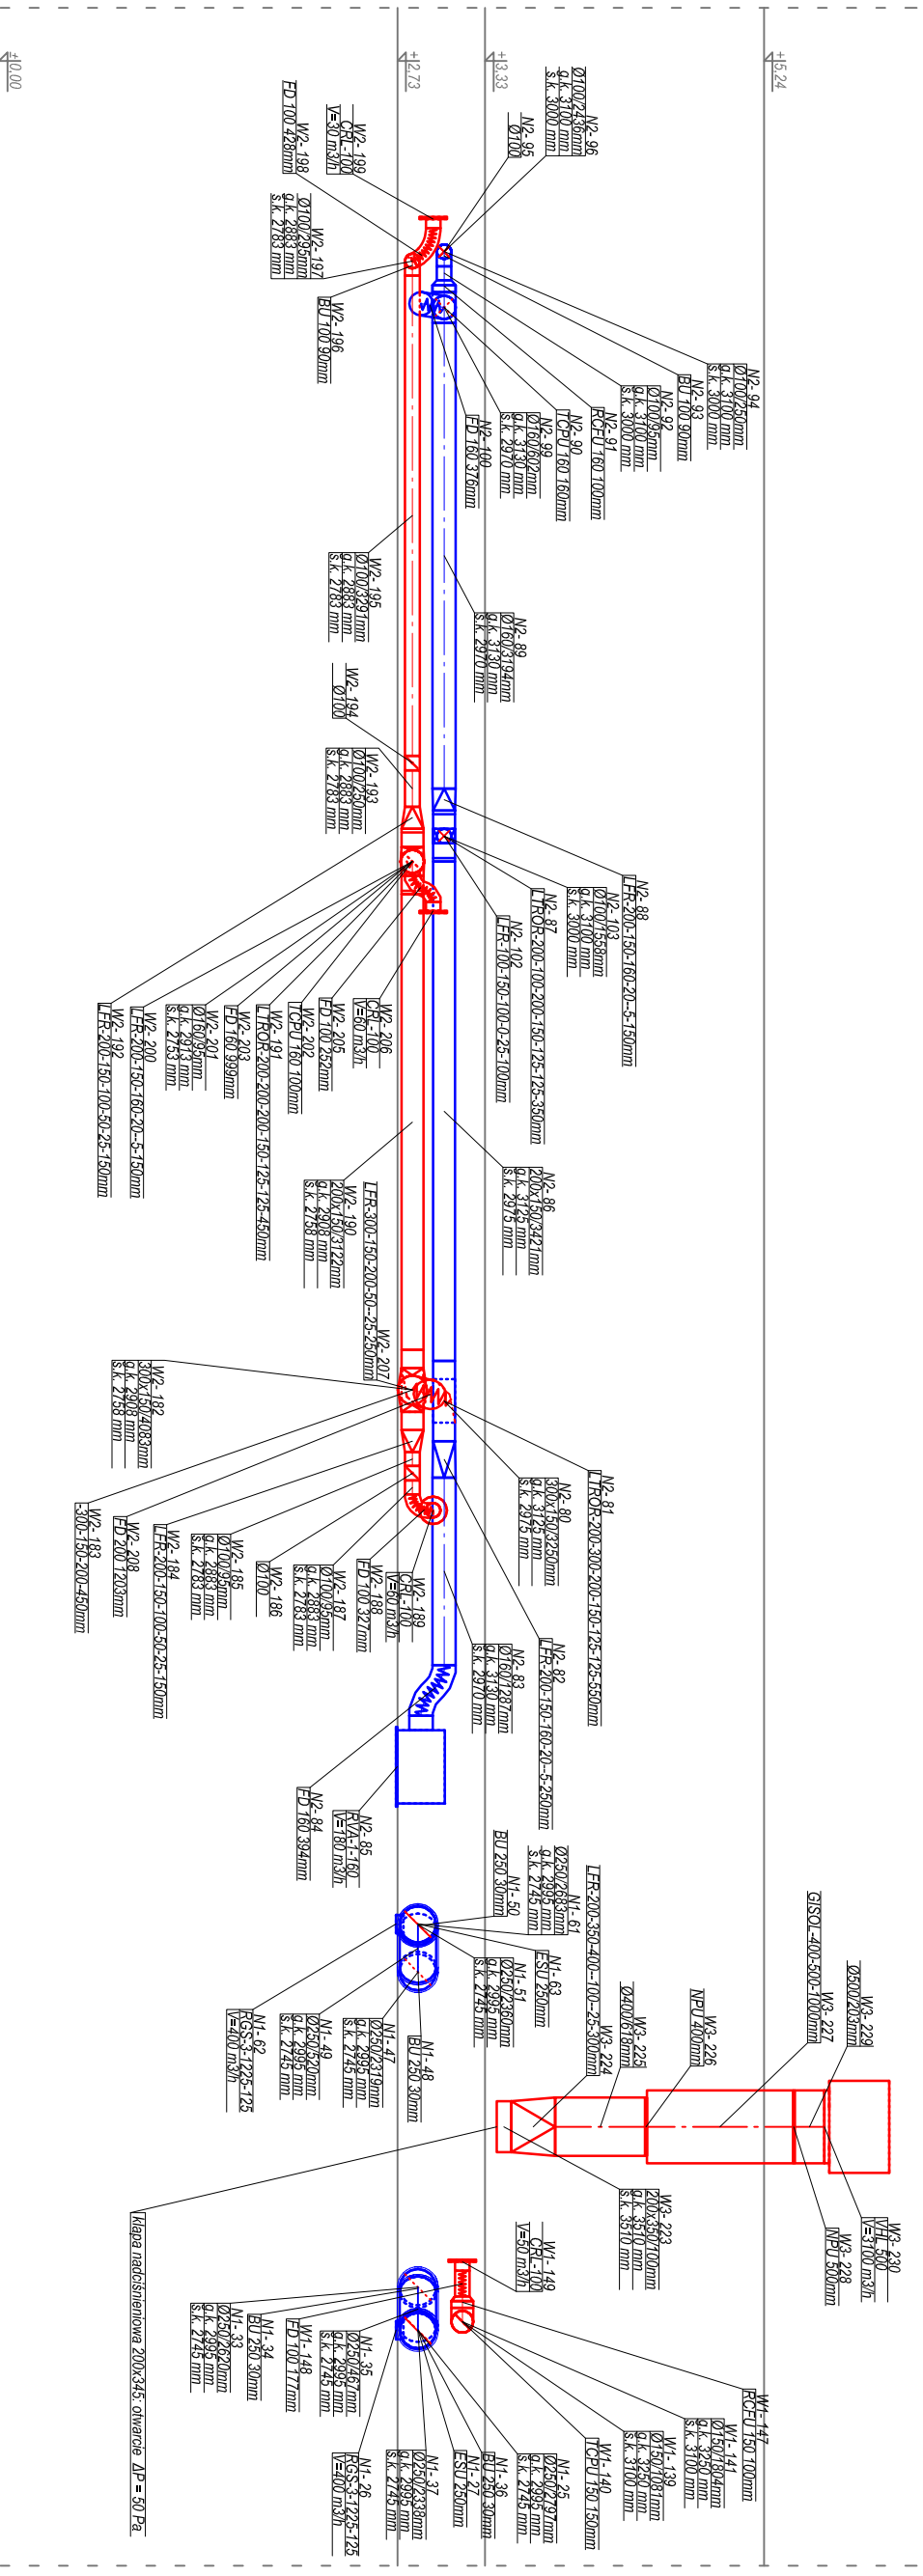 ±0.00
+2.73
+3.33
+5.24
N2- 96
Ø100/2436mm
g.k. 3100 mm
s.k. 3000 mm
N2- 95
Ø100
W2- 199
CRL-100
V=30 m3/h
W2- 198
FD 100 428mm
W2- 197
Ø100/295mm
g.k. 2883 mm
s.k. 2783 mm
W2- 196
BU 100 90mm
N2- 94
Ø100/250mm
g.k. 3100 mm
s.k. 3000 mm
N2- 93
BU 100 90mm
N2- 92
Ø100/95mm
g.k. 3100 mm
s.k. 3000 mm
N2- 91
RCFU 160 100mm
N2- 90
TCPU 160 160mm
N2- 99
Ø160/602mm
g.k. 3130 mm
s.k. 2970 mm
N2- 100
FD 160 376mm
W2- 195
Ø100/3291mm
g.k. 2883 mm
s.k. 2783 mm
N2- 89
Ø160/3194mm
g.k. 3130 mm
s.k. 2970 mm
W2- 194
Ø100
W2- 193
Ø100/250mm
g.k. 2883 mm
s.k. 2783 mm
N2- 88
LFR-200-150-160-20--5-150mm
N2- 103
Ø100/1558mm
g.k. 3100 mm
s.k. 3000 mm
N2- 87
LTROR-200-100-200-150-125-125-350mm
N2- 102
LFR-100-150-100-0-25-100mm
W2- 206
CRL-100
V=60 m3/h
W2- 205
FD 100 252mm
W2- 202
TCPU 160 100mm
W2- 191
LTROR-200-200-200-150-125-125-450mm
W2- 203
FD 160 999mm
W2- 201
Ø160/95mm
g.k. 2913 mm
s.k. 2753 mm
W2- 200
LFR-200-150-160-20--5-150mm
W2- 192
LFR-200-150-100-50-25-150mm
N2- 86
200x150/3421mm
g.k. 3125 mm
s.k. 2975 mm
W2- 190
200x150/3122mm
g.k. 2908 mm
s.k. 2758 mm
W2- 207
LFR-300-150-200-50--25-250mm
W2- 182
300x150/4083mm
g.k. 2908 mm
s.k. 2758 mm
N2- 81
LTROR-200-300-200-150-125-125-550mm
N2- 80
300x150/3250mm
g.k. 3125 mm
s.k. 2975 mm
N2- 82
LFR-200-150-160-20--5-250mm
N2- 83
Ø160/1287mm
g.k. 3130 mm
s.k. 2970 mm
W2- 189
CRL-100
V=60 m3/h
W2- 188
FD 100 327mm
W2- 187
Ø100/95mm
g.k. 2883 mm
s.k. 2783 mm
W2- 186
Ø100
W2- 185
Ø100/95mm
g.k. 2883 mm
s.k. 2783 mm
W2- 184
LFR-200-150-100-50-25-150mm
W2- 208
FD 200 1203mm
W2- 183
-300-150-200-450mm
N2- 85
RVA-1-160
V=180 m3/h
N2- 84
FD 160 394mm
N1- 61
Ø250/2683mm
g.k. 2995 mm
s.k. 2745 mm
N1- 50
BU 250 30mm
N1- 63
ESU 250mm
N1- 51
Ø250/2360mm
g.k. 2995 mm
s.k. 2745 mm
N1- 48
BU 250 30mm
N1- 47
Ø250/2319mm
g.k. 2995 mm
s.k. 2745 mm
N1- 49
Ø250/520mm
g.k. 2995 mm
s.k. 2745 mm
N1- 62
RGS-3-1225-125
V=400 m3/h
W3- 229
Ø500/203mm
W3- 227
GISOL-400-500-1000mm
W3- 226
NPU 400mm
W3- 225
Ø400/618mm
W3- 224
LFR-200-350-400--100--25-300mm
W3- 230
VHL 500
V=3100 m3/h
W3- 228
NPU 500mm
W3- 223
200x350/100mm
g.k. 3510 mm
s.k. 3510 mm
W1- 149
CRL-100
V=50 m3/h
klapa nadciśnieniowa 200x345; otwarcie ΔP = 50 Pa
W1- 147
RCFU 150 100mm
W1- 141
Ø150/1804mm
g.k. 3250 mm
s.k. 3100 mm
W1- 139
Ø150/1081mm
g.k. 3250 mm
s.k. 3100 mm
W1- 140
TCPU 150 150mm
N1- 25
Ø250/2797mm
g.k. 2995 mm
s.k. 2745 mm
N1- 36
BU 250 30mm
N1- 27
ESU 250mm
N1- 37
Ø250/2338mm
g.k. 2995 mm
s.k. 2745 mm
N1- 26
RGS-3-1225-125
V=400 m3/h
N1- 35
Ø250/467mm
g.k. 2995 mm
s.k. 2745 mm
W1- 148
FD 100 177mm
N1- 34
BU 250 30mm
N1- 33
Ø250/2620mm
g.k. 2995 mm
s.k. 2745 mm